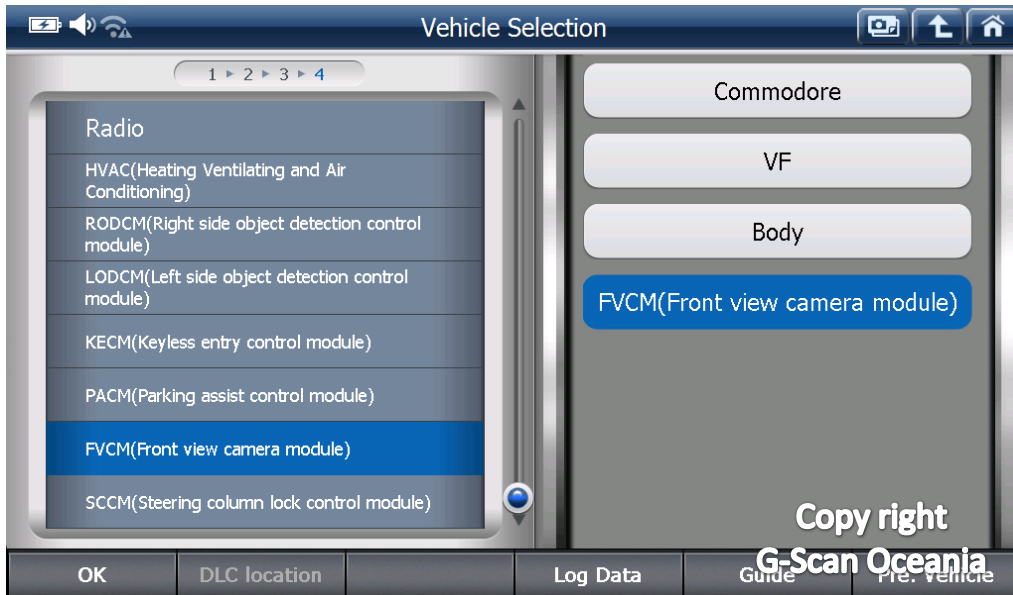 Vehicle Selection
1 ▸ 2 ▸ 3 ▸ 4
Radio
HVAC(Heating Ventilating and Air
Conditioning)
RODCM(Right side object detection control
module)
LODCM(Left side object detection control
module)
KECM(Keyless entry control module)
PACM(Parking assist control module)
FVCM(Front view camera module)
SCCM(Steering column lock control module)
Commodore
VF
Body
FVCM(Front view camera module)
Copy right
G-Scan Oceania
OK
DLC location
Log Data
Guide
Pre. Vehicle